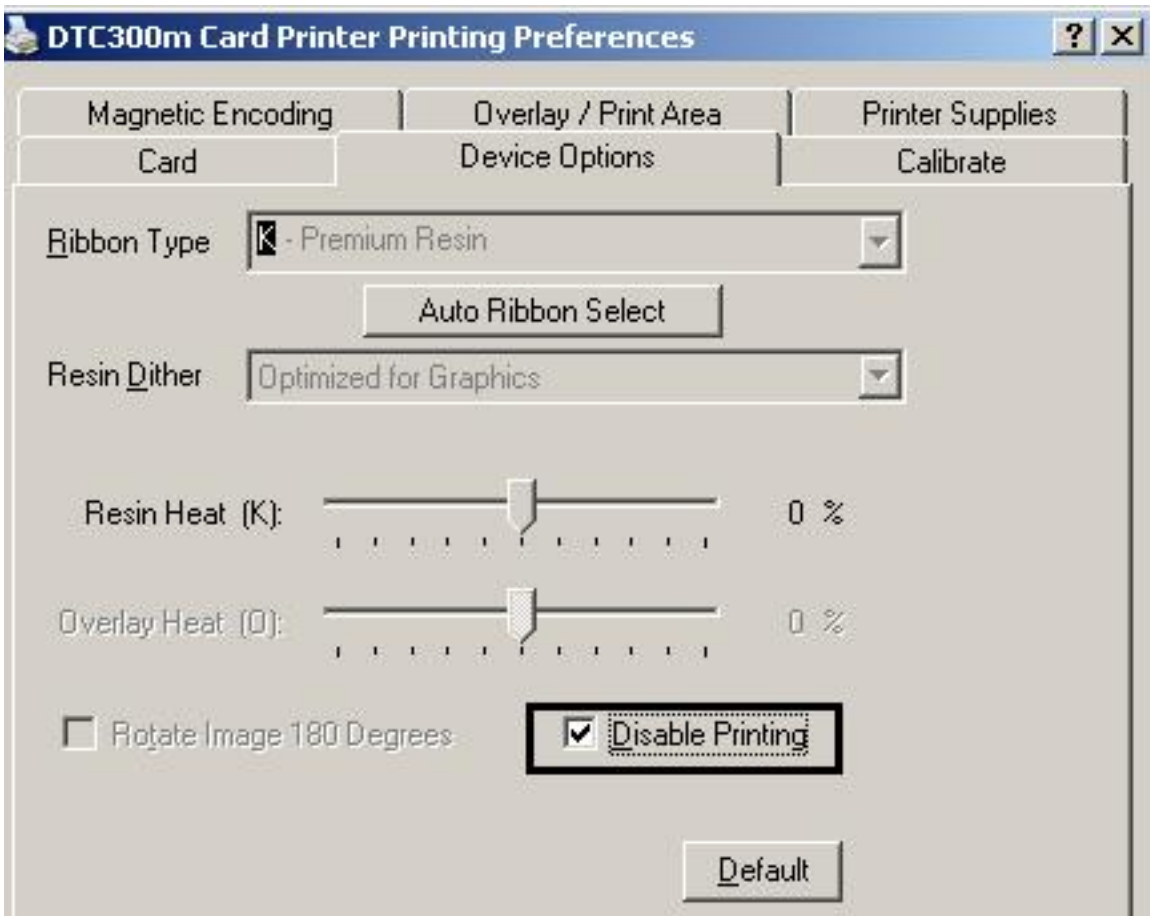 DTC300m Card Printer Printing Preferences
Magnetic Encoding Overlay / Print Area Printer Supplies
Card Device Options Calibrate
Ribbon Type K - Premium Resin
Auto Ribbon Select
Resin Dither Optimized for Graphics
Resin Heat (K): 0 %
Overlay Heat (O): 0 %
Rotate Image 180 Degrees Disable Printing
Default